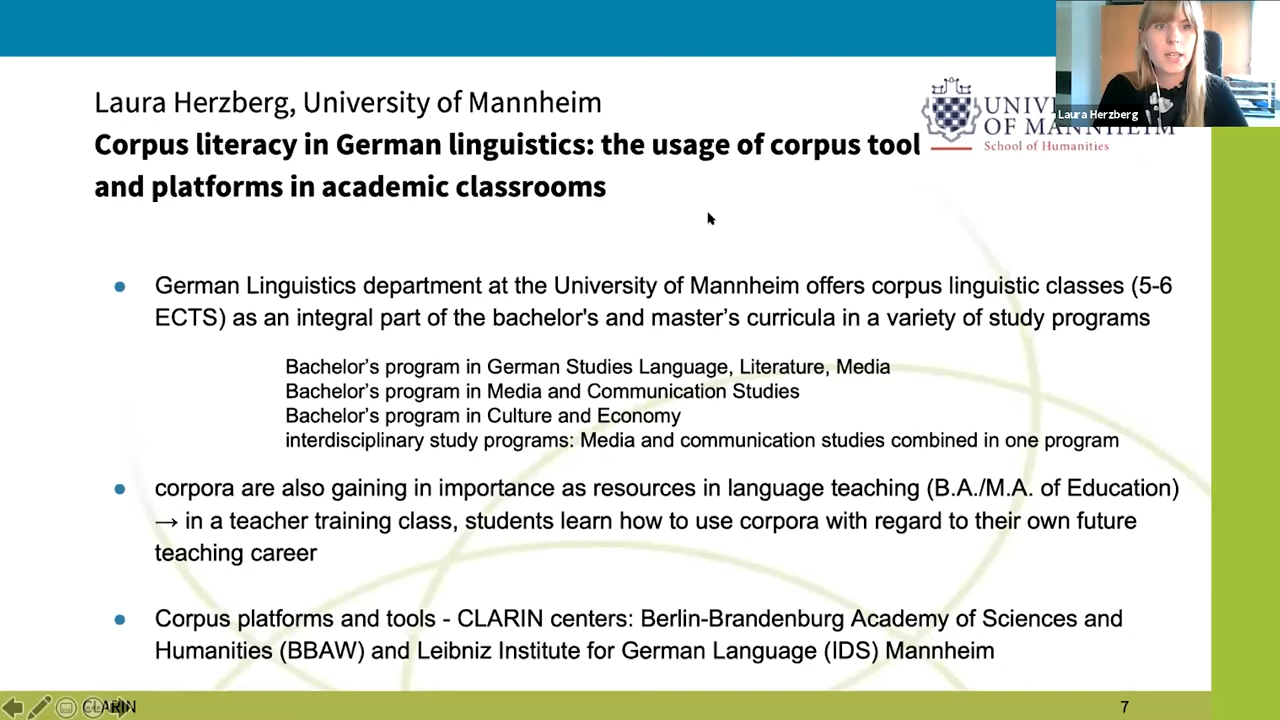 Laura Herzberg, University of Mannheim
Corpus literacy in German linguistics: the usage of corpus tool
and platforms in academic classrooms
OF MANNHEIM
School of Humanities
Laura Herzberg
● German Linguistics department at the University of Mannheim offers corpus linguistic classes (5-6
ECTS) as an integral part of the bachelor's and master’s curricula in a variety of study programs
Bachelor’s program in German Studies Language, Literature, Media
Bachelor’s program in Media and Communication Studies
Bachelor’s program in Culture and Economy
interdisciplinary study programs: Media and communication studies combined in one program
● corpora are also gaining in importance as resources in language teaching (B.A./M.A. of Education)
→ in a teacher training class, students learn how to use corpora with regard to their own future
teaching career
● Corpus platforms and tools - CLARIN centers: Berlin-Brandenburg Academy of Sciences and
Humanities (BBAW) and Leibniz Institute for German Language (IDS) Mannheim
CLARIN
7